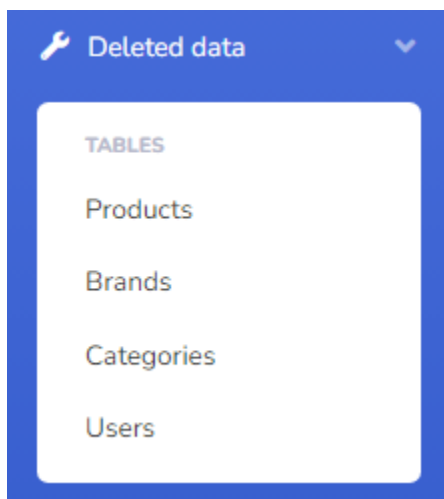 Deleted data
TABLES
Products
Brands
Categories
Users